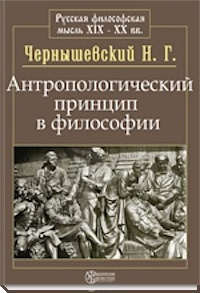 Русская философская
мысль XIX - XX вв.
Чернышевский Н. Г.
Антропологический
принцип
в философии